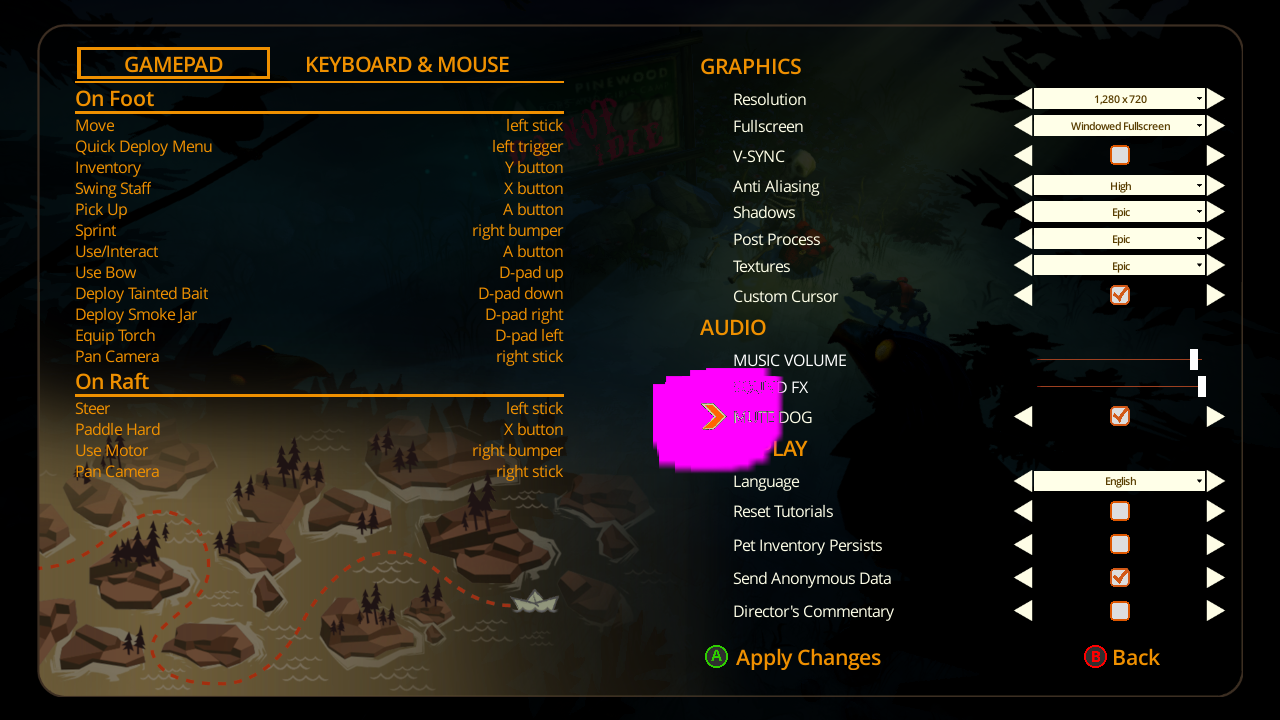 GAMEPAD KEYBOARD & MOUSE
On Foot
Move left stick
Quick Deploy Menu left trigger
Inventory Y button
Swing Staff X button
Pick Up A button
Sprint right bumper
Use/Interact A button
Use Bow D-pad up
Deploy Tainted Bait D-pad down
Deploy Smoke Jar D-pad right
Equip Torch D-pad left
Pan Camera right stick
On Raft
Steer left stick
Paddle Hard X button
Use Motor right bumper
Pan Camera right stick
PINEWOOD
GRAPHICS
Resolution 1,280 x 720
Fullscreen Windowed Fullscreen
V-SYNC
Anti Aliasing High
Shadows Epic
Post Process Epic
Textures Epic
Custom Cursor
AUDIO
MUSIC VOLUME
FX
MUTE DOG
LAY
Language English
Reset Tutorials
Pet Inventory Persists
Send Anonymous Data
Director's Commentary
A Apply Changes
B Back